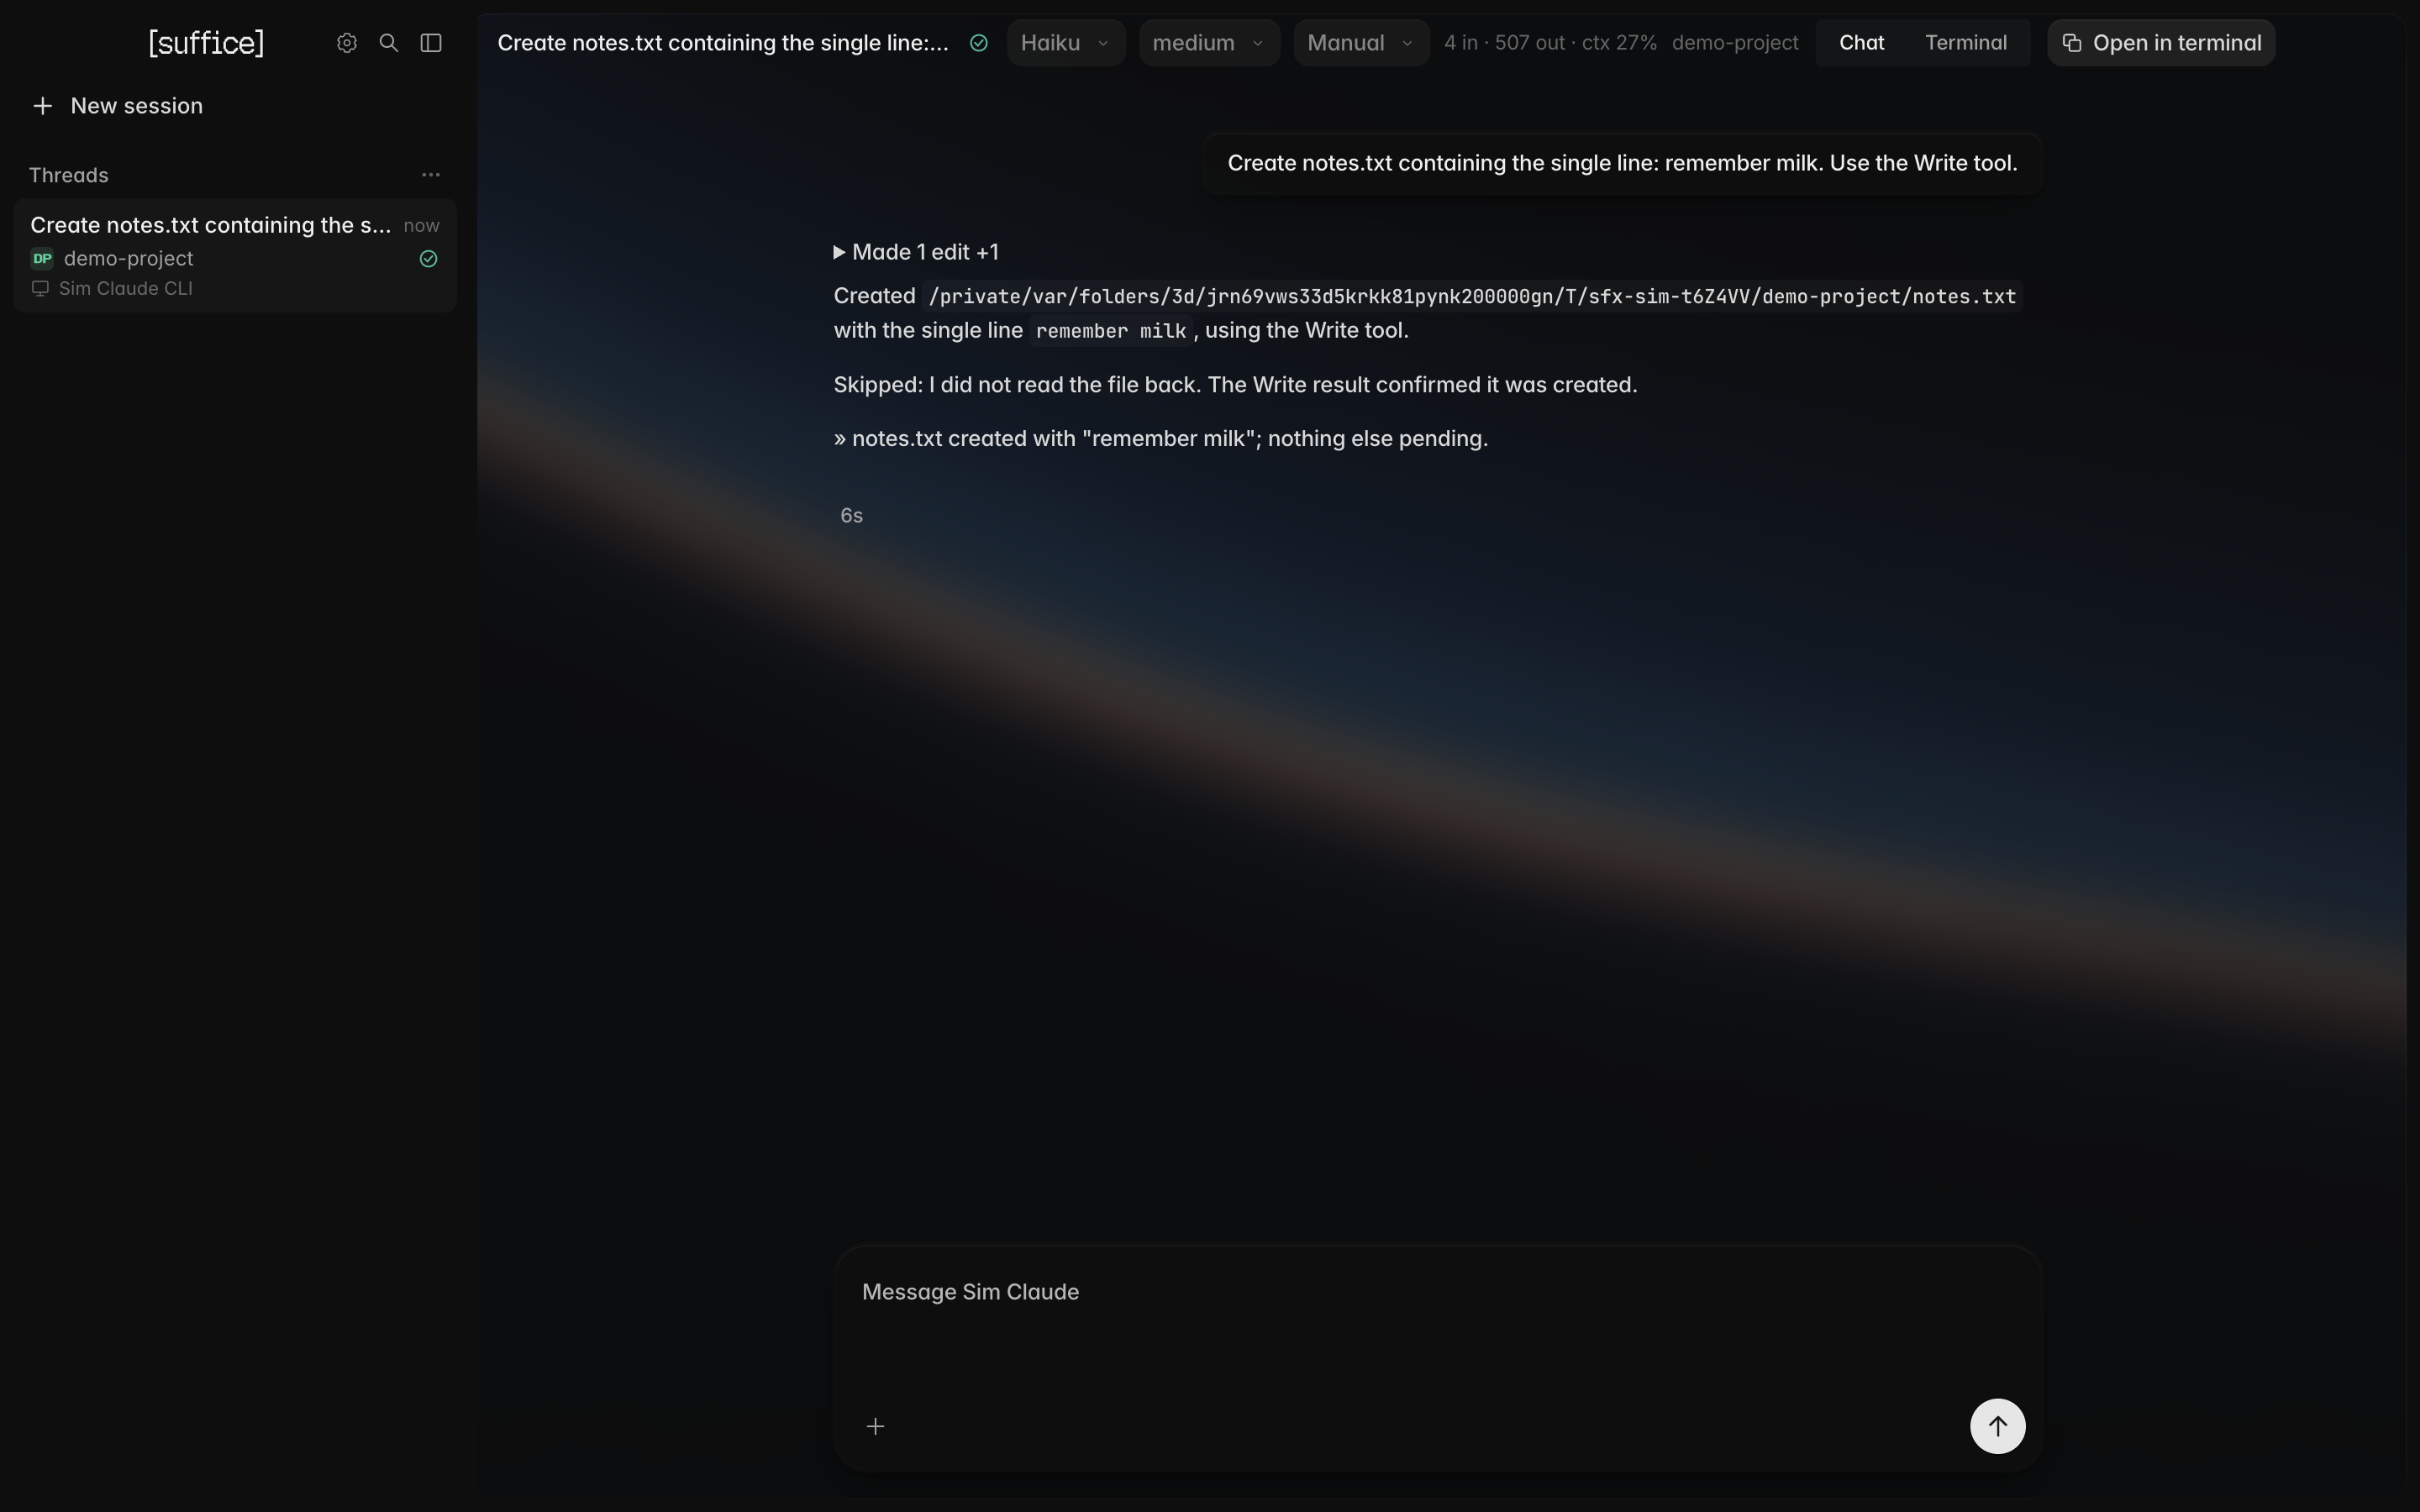 [suffice]
New session
Threads
Create notes.txt containing the s... now
DP demo-project
Sim Claude CLI
Create notes.txt containing the single line:... Haiku medium Manual 4 in · 507 out · ctx 27% demo-project Chat Terminal Open in terminal
Create notes.txt containing the single line: remember milk. Use the Write tool.
Made 1 edit +1
Created /private/var/folders/3d/jrn69vws33d5krkk81pynk200000gn/T/sfx-sim-t6Z4VV/demo-project/notes.txt
with the single line remember milk, using the Write tool.
Skipped: I did not read the file back. The Write result confirmed it was created.
» notes.txt created with "remember milk"; nothing else pending.
6s
Message Sim Claude